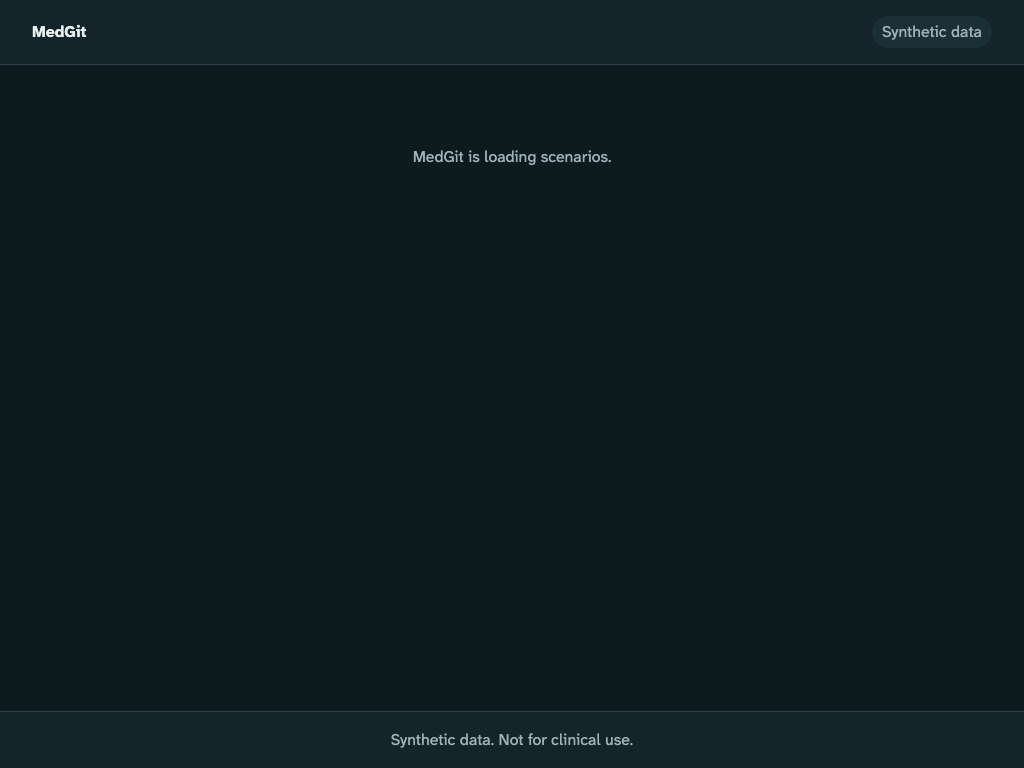 MedGit
Synthetic data
MedGit is loading scenarios.
Synthetic data. Not for clinical use.